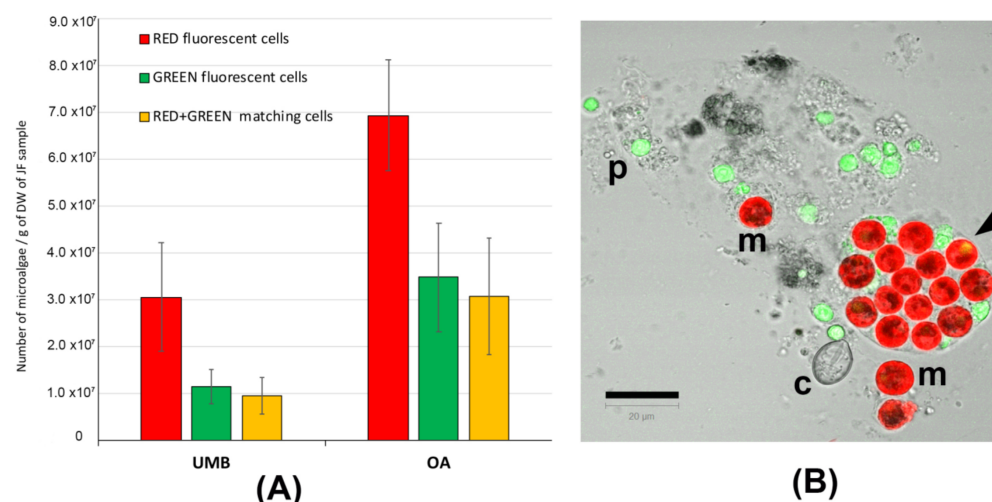 Number of microalgae / g of DW of JF sample
9.0 x10⁷
8.0 x10⁷
7.0 x10⁷
6.0 x10⁷
5.0 x10⁷
4.0 x10⁷
3.0 x10⁷
2.0 x10⁷
1.0 x10⁷
0
RED fluorescent cells
GREEN fluorescent cells
RED+GREEN matching cells
UMB
OA
(A)
p
m
c
m
20 µm
(B)